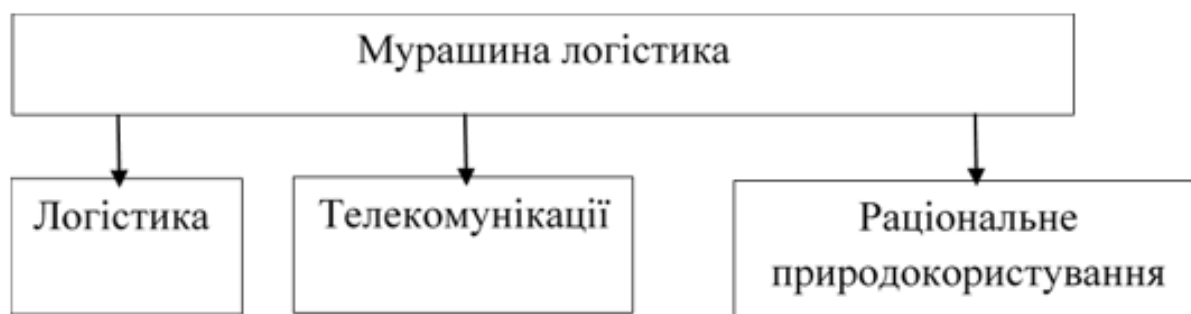 Мурашина логістика
Логістика
Телекомунікації
Раціональне
природокористування